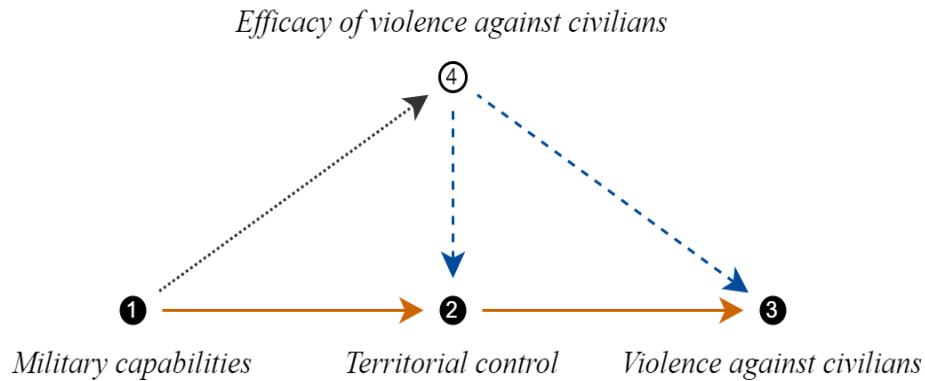 Efficacy of violence against civilians
4
1
2
3
Military capabilities
Territorial control
Violence against civilians